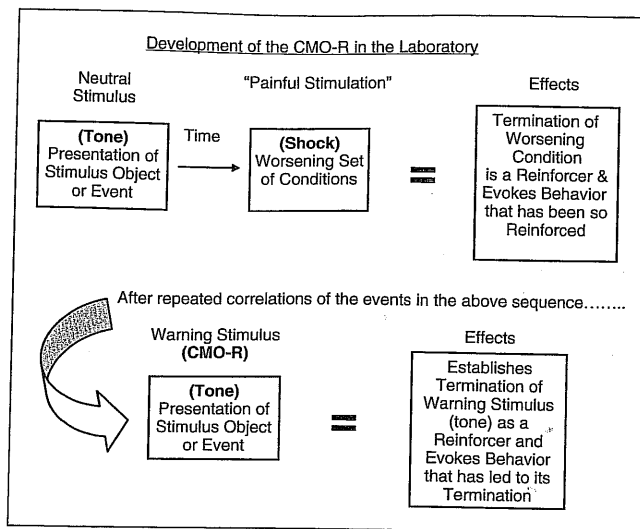 Development of the CMO-R in the Laboratory
Neutral
Stimulus
"Painful Stimulation"
Effects
(Tone)
Presentation of
Stimulus Object
or Event
Time
(Shock)
Worsening Set
of Conditions
=
Termination of
Worsening
Condition
is a Reinforcer &
Evokes Behavior
that has been so
Reinforced
After repeated correlations of the events in the above sequence........
Warning Stimulus
(CMO-R)
Effects
(Tone)
Presentation of
Stimulus Object
or Event
=
Establishes
Termination of
Warning Stimulus
(tone) as a
Reinforcer and
Evokes Behavior
that has led to its
Termination